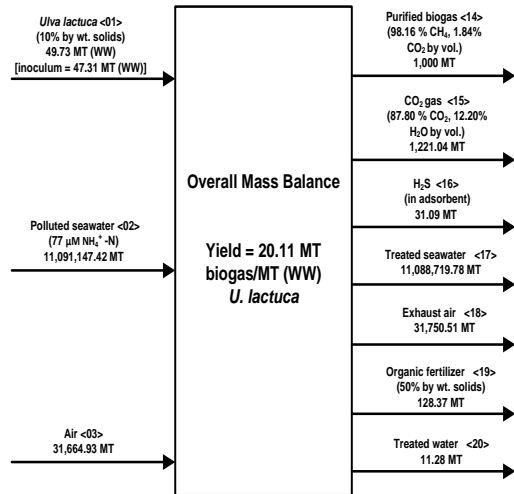 Ulva lactuca <01>
(10% by wt. solids)
49.73 MT (WW)
[inoculum = 47.31 MT (WW)]
Polluted seawater <02>
(77 µM NH₄⁺ -N)
11,091,147.42 MT
Air <03>
31,664.93 MT
Overall Mass Balance
Yield = 20.11 MT
biogas/MT (WW)
U. lactuca
Purified biogas <14>
(98.16 % CH₄, 1.84%
CO₂ by vol.)
1,000 MT
CO₂ gas <15>
(87.80 % CO₂, 12.20%
H₂O by vol.)
1,221.04 MT
H₂S <16>
(in adsorbent)
31.09 MT
Treated seawater <17>
11,088,719.78 MT
Exhaust air <18>
31,750.51 MT
Organic fertilizer <19>
(50% by wt. solids)
128.37 MT
Treated water <20>
11.28 MT